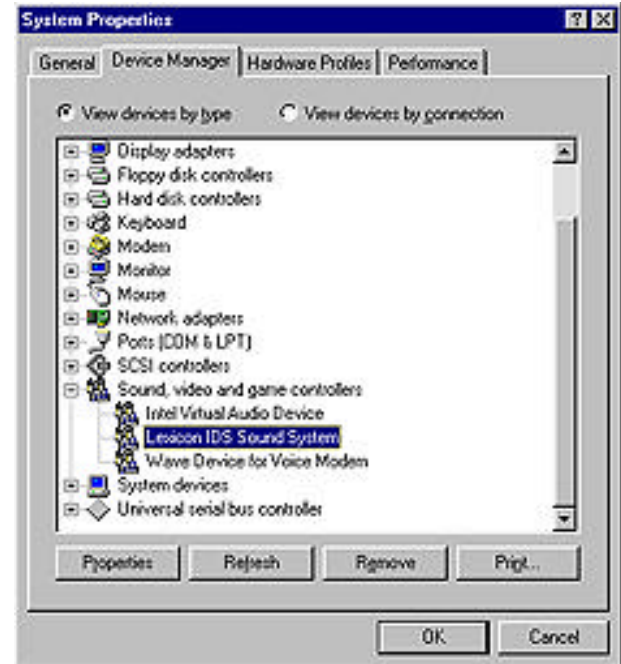 System Properties
General Device Manager Hardware Profiles Performance
View devices by type View devices by connection
Display adapters
Floppy disk controllers
Hard disk controllers
Keyboard
Modem
Monitor
Mouse
Network adapters
Ports (COM & LPT)
SCSI controllers
Sound, video and game controllers
Intel Virtual Audio Device
Lexicon IDS Sound System
Wave Device for Voice Modem
System devices
Universal serial bus controller
Properties Refresh Remove Print...
OK Cancel